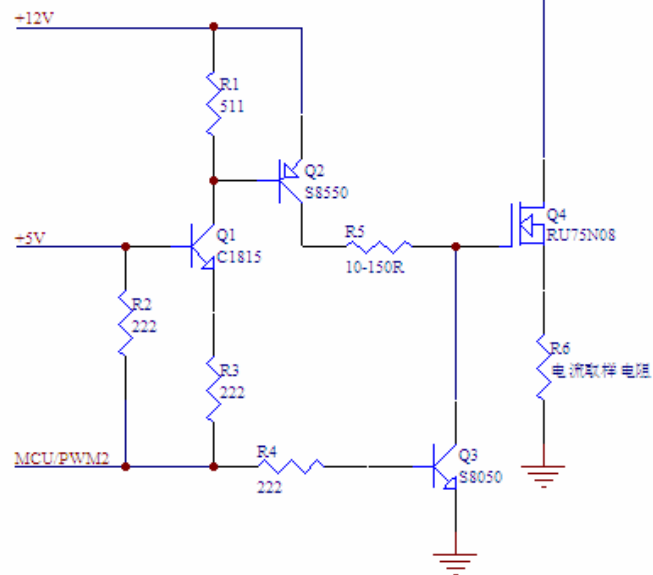 +12V
R1
511
Q2
S8550
Q4
RU75N08
Q1
C1815
+5V
R5
10-150R
R2
222
R3
222
R6
电流取样电阻
MCU/PWM2
R4
222
Q3
S8050